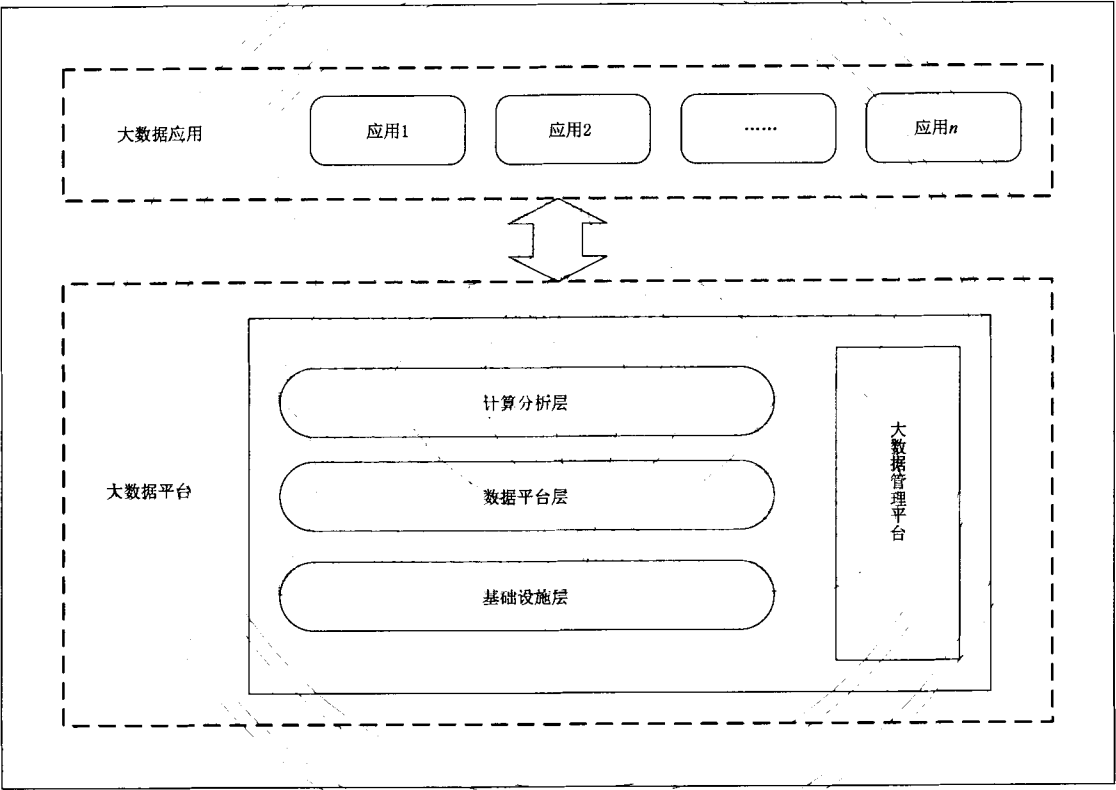 大数据应用
应用1
应用2
……
应用n
大数据平台
计算分析层
数据平台层
基础设施层
大数据管理平台